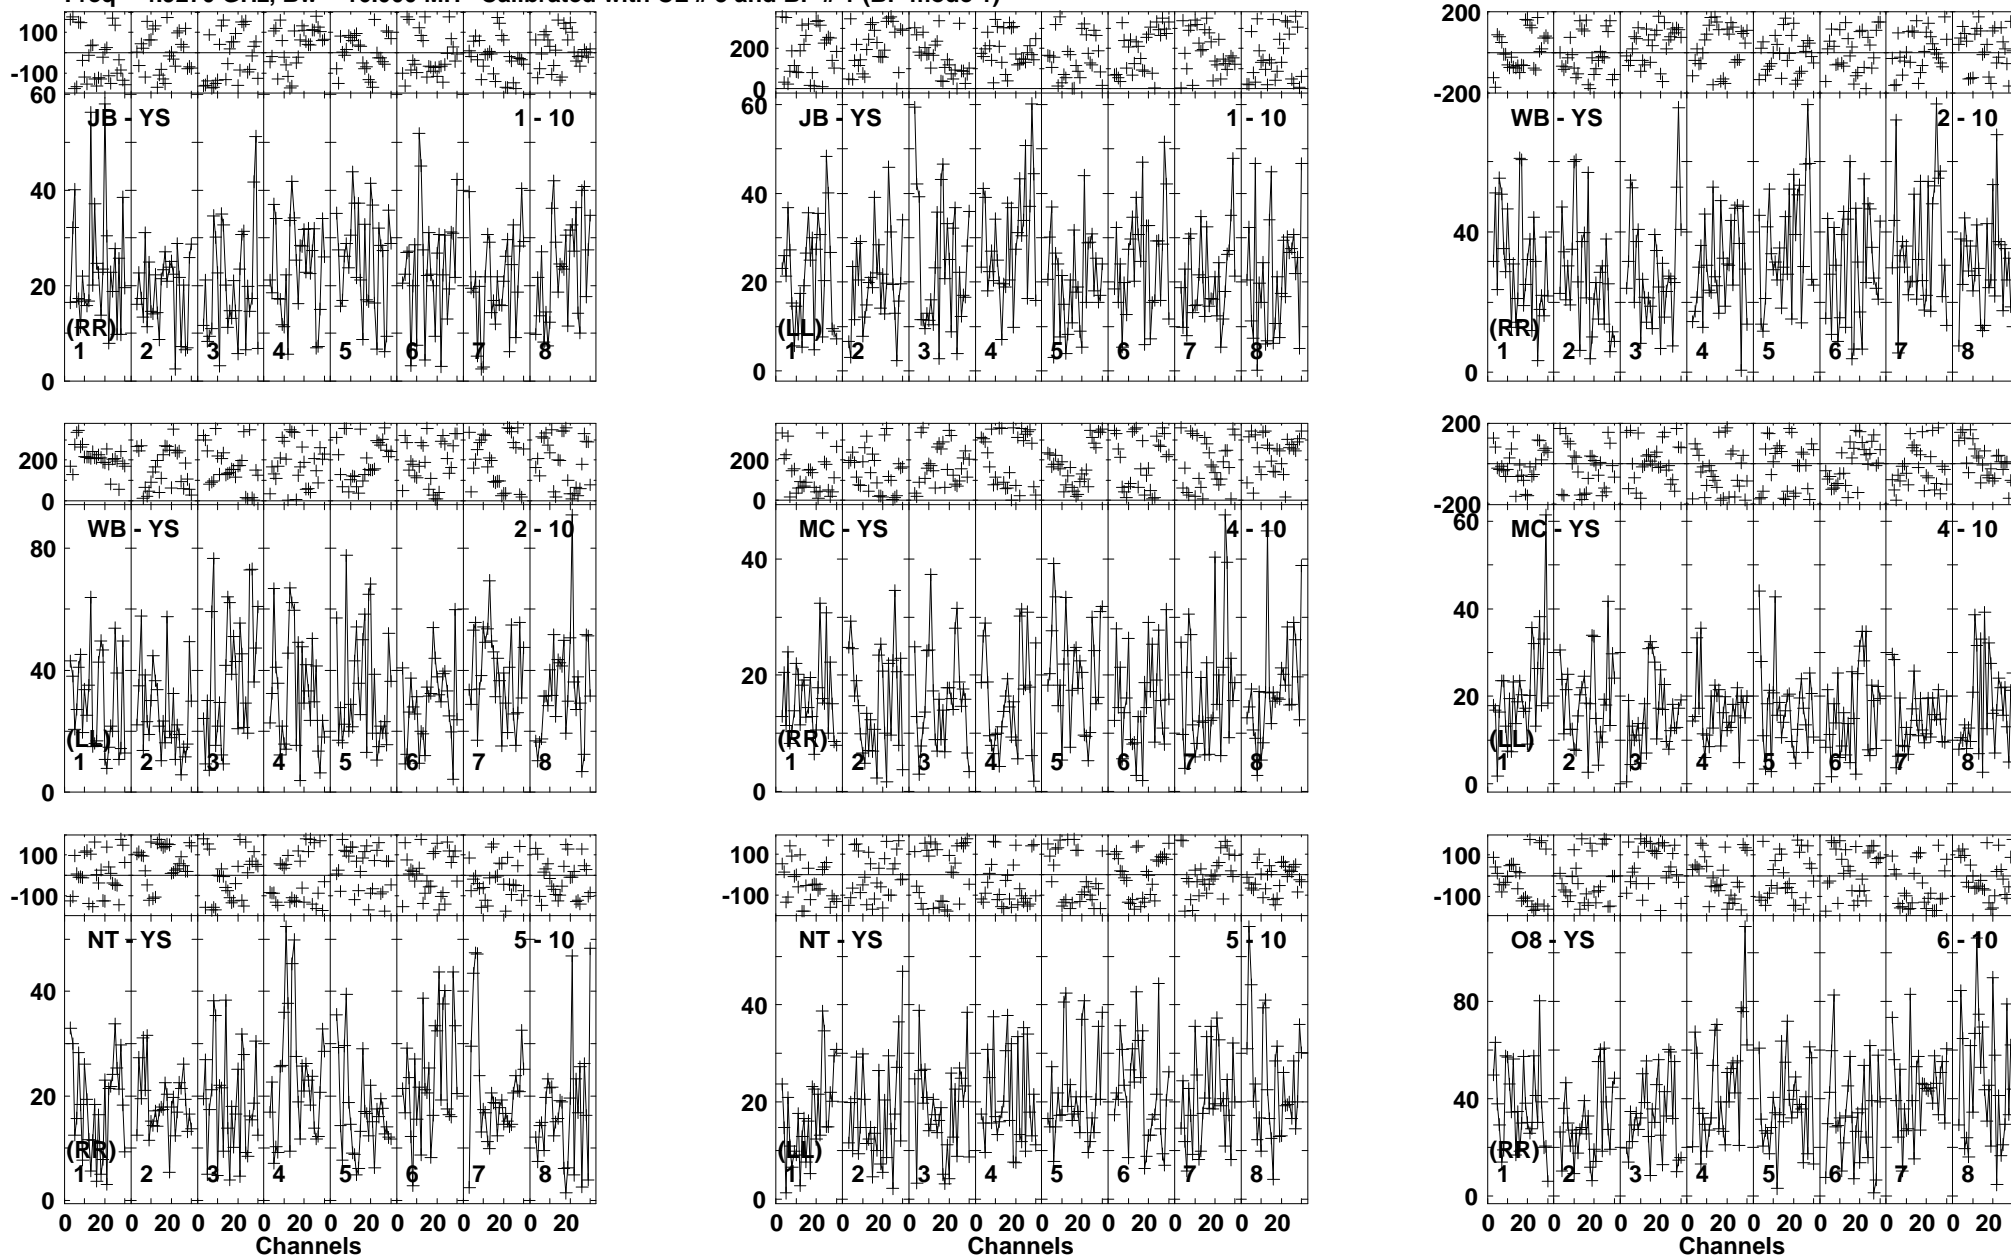 Calibrated with CL # and BP #
100 -100
200 0
200 -200
60 40 20 0 JB - YS 1 - 10 (RR) 1 2 3 4 5 6 7 8
60 40 20 0 JB - YS 1 - 10 (LL) 1 2 3 4 5 6 7 8
40 0 WB - YS 2 - 10 (RR) 1 2 3 4 5 6 7 8
200 0
200 0
200 -200
80 40 0 WB - YS 2 - 10 (LL) 1 2 3 4 5 6 7 8
40 20 0 MC - YS 4 - 10 (RR) 1 2 3 4 5 6 7 8
60 40 20 0 MC - YS 4 - 10 (LL) 1 2 3 4 5 6 7 8
100 -100
100 -100
100 -100
40 20 0 NT - YS 5 - 10 (RR) 1 2 3 4 5 6 7 8
40 20 0 NT - YS 5 - 10 (LL) 1 2 3 4 5 6 7 8
80 40 0 O8 - YS 6 - 10 (RR) 1 2 3 4 5 6 7 8
0 20 0 20 0 20 0 20 0 20 0 20 0 20 0 20
0 20 0 20 0 20 0 20 0 20 0 20 0 20 0 20
0 20 0 20 0 20 0 20 0 20 0 20 0 20 0 20
Channels
Channels
Channels